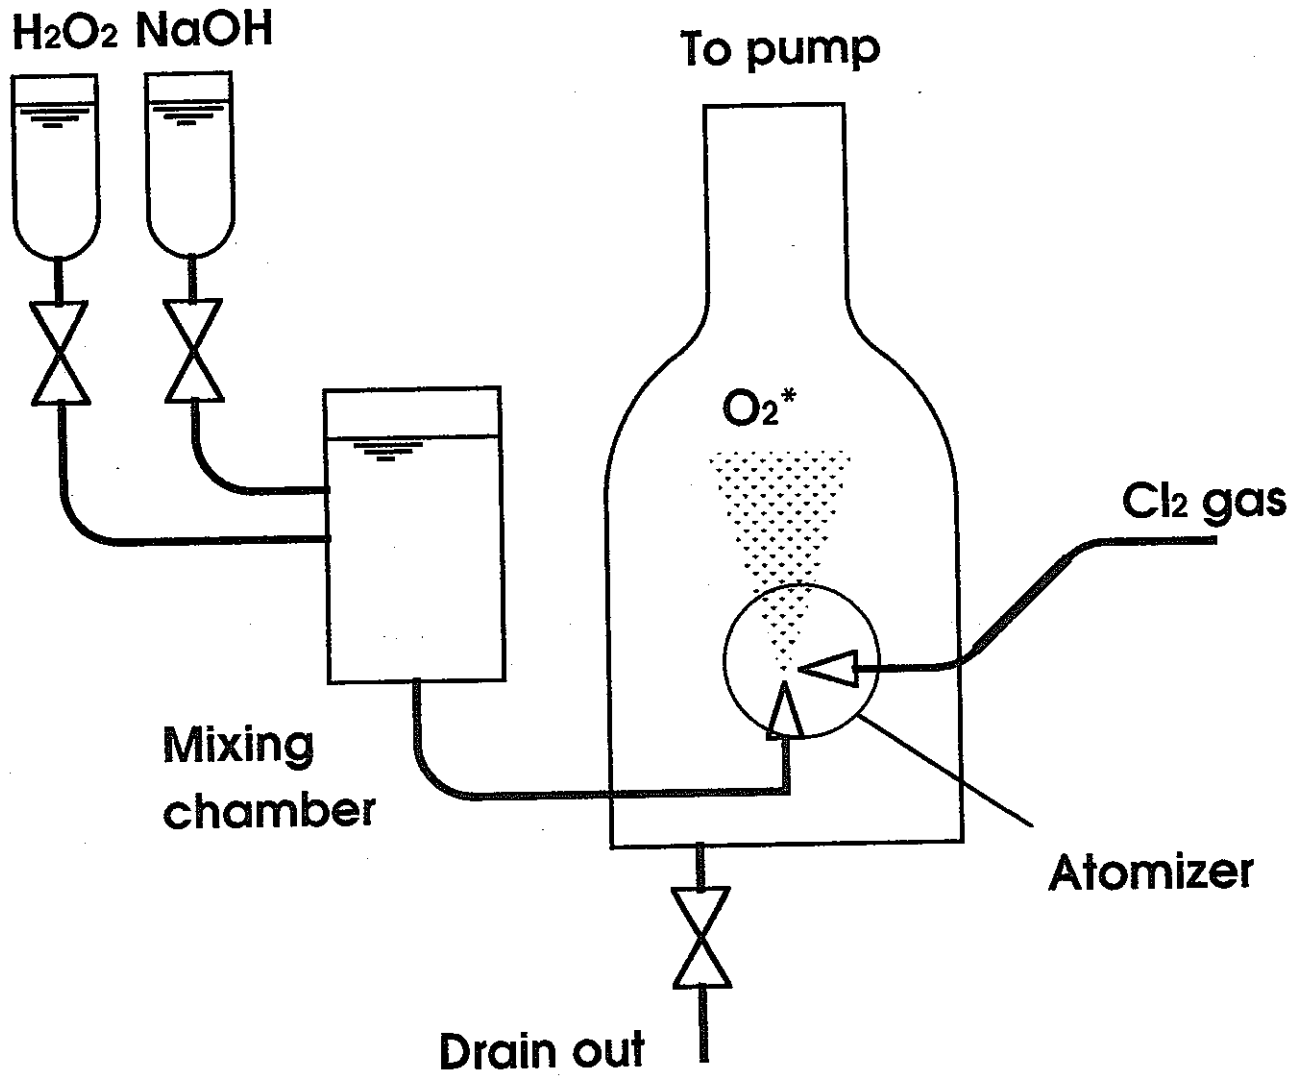 H2O2 NaOH
To pump
O2*
Cl2 gas
Mixing
chamber
Atomizer
Drain out